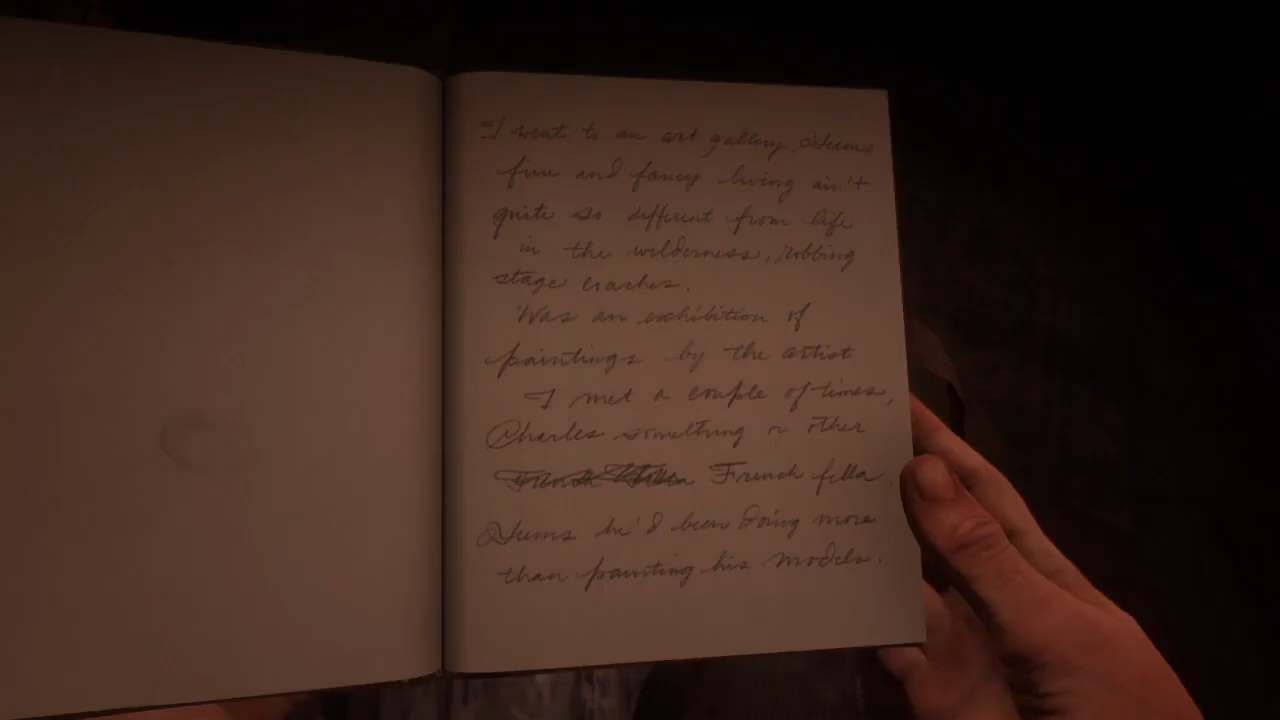 I went to an art gallery. Seems
fine and fancy living ain't
quite so different from life
in the wilderness, robbing
stage coaches.
Was an exhibition of
paintings by the artist
I met a couple of times,
Charles something or other
French fella.
Seems he'd been doing more
than painting his models.